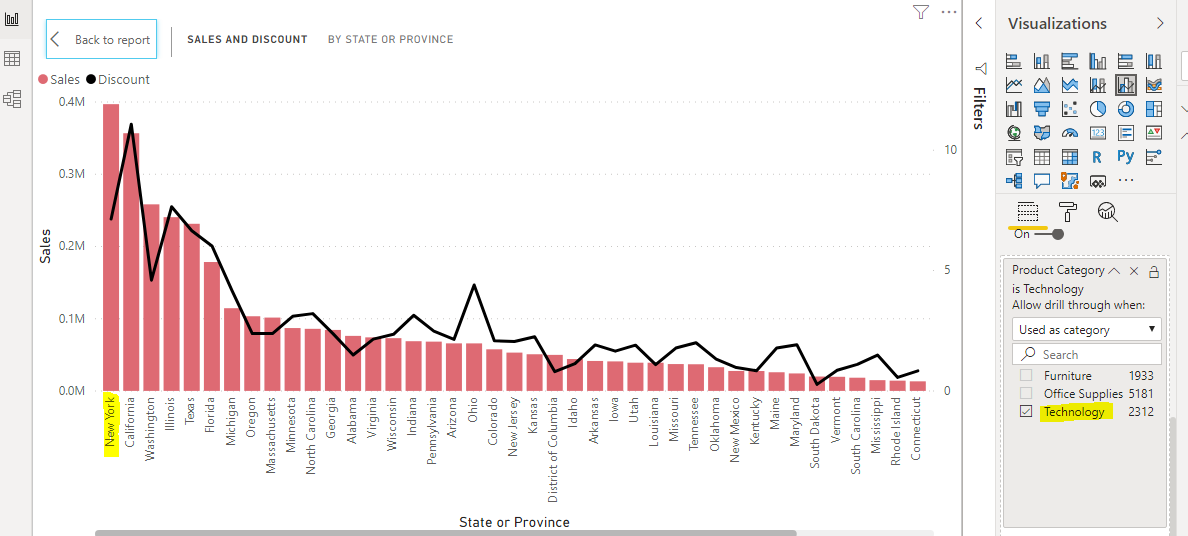 Back to report
SALES AND DISCOUNT
BY STATE OR PROVINCE
Sales
Discount
0.4M
0.3M
0.2M
0.1M
0.0M
Sales
10
5
0
New York
California
Washington
Illinois
Texas
Florida
Michigan
Oregon
Massachusetts
Minnesota
North Carolina
Georgia
Alabama
Virginia
Wisconsin
Indiana
Pennsylvania
Arizona
Ohio
Colorado
New Jersey
Kansas
District of Columbia
Idaho
Arkansas
Iowa
Utah
Louisiana
Missouri
Tennessee
Oklahoma
New Mexico
Kentucky
Maine
Maryland
South Dakota
Vermont
South Carolina
Mississippi
Rhode Island
Connecticut
State or Province
Filters
Visualizations
123
R
Py
On
Product Category
is Technology
Allow drill through when:
Used as category
Search
Furniture 1933
Office Supplies 5181
Technology 2312